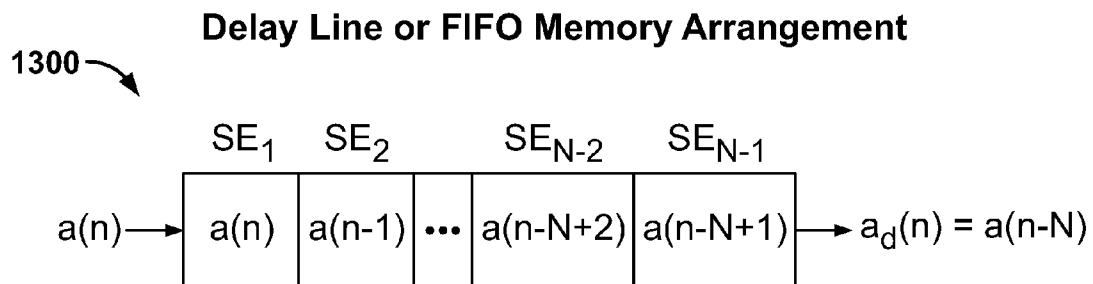 Delay Line or FIFO Memory Arrangement
1300
SE1 SE2 SEN-2 SEN-1
a(n) a(n) a(n-1) ••• a(n-N+2) a(n-N+1) ad(n) = a(n-N)